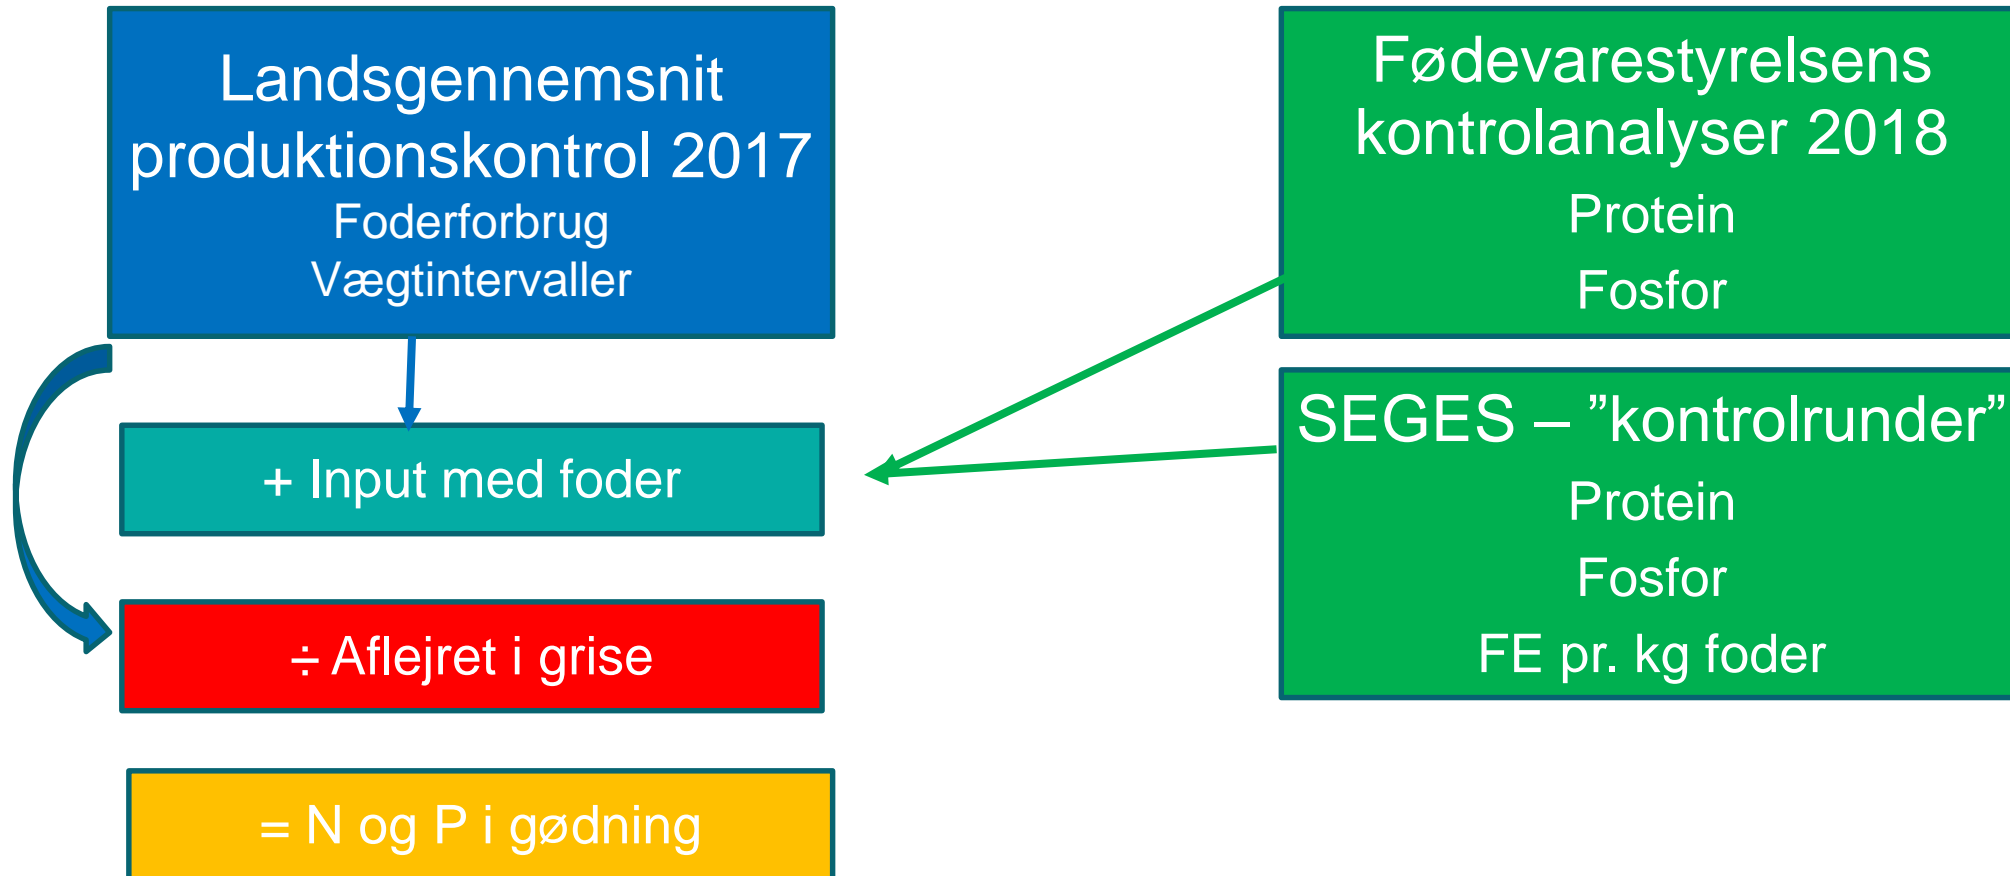 Landsgennemsnit
produktionskontrol 2017
Foderforbrug
Vægtintervaller
+ Input med foder
÷ Aflejret i grise
= N og P i gødning
Fødevarestyrelsens
kontrolanalyser 2018
Protein
Fosfor
SEGES – ”kontrolrunder”
Protein
Fosfor
FE pr. kg foder